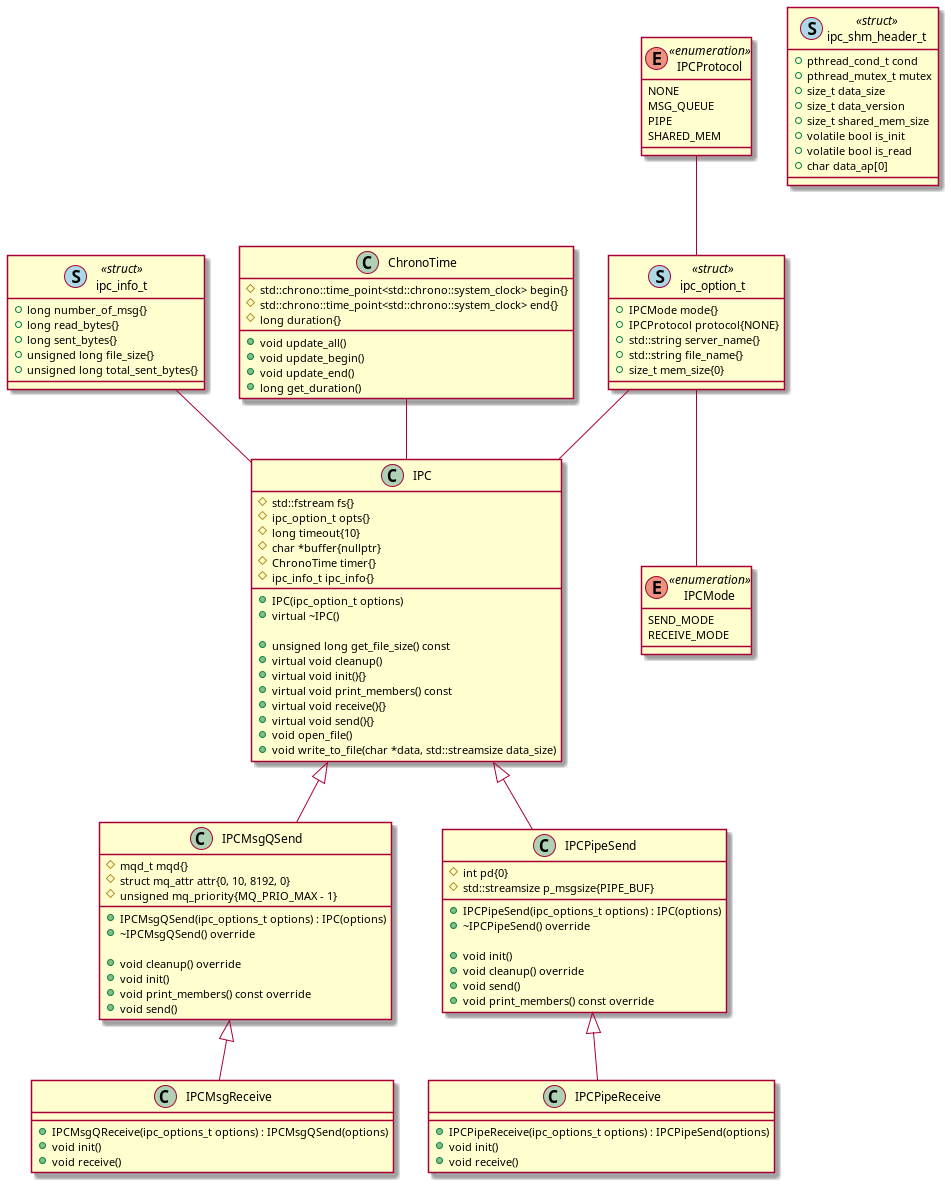 E «enumeration»
IPCProtocol
NONE
MSG_QUEUE
PIPE
SHARED_MEM
S «struct»
ipc_shm_header_t
pthread_cond_t cond
pthread_mutex_t mutex
size_t data_size
size_t data_version
size_t shared_mem_size
volatile bool is_init
volatile bool is_read
char data_ap[0]
S «struct»
ipc_info_t
long number_of_msg{}
long read_bytes{}
long sent_bytes{}
unsigned long file_size{}
unsigned long total_sent_bytes{}
C ChronoTime
std::chrono::time_point<std::chrono::system_clock> begin{}
std::chrono::time_point<std::chrono::system_clock> end{}
long duration{}
void update_all()
void update_begin()
void update_end()
long get_duration()
S «struct»
ipc_option_t
IPCMode mode{}
IPCProtocol protocol{NONE}
std::string server_name{}
std::string file_name{}
size_t mem_size{0}
C IPC
std::fstream fs{}
ipc_option_t opts{}
long timeout{10}
char *buffer{nullptr}
ChronoTime timer{}
ipc_info_t ipc_info{}
IPC(ipc_option_t options)
virtual ~IPC()
unsigned long get_file_size() const
virtual void cleanup()
virtual void init(){}
virtual void print_members() const
virtual void receive(){}
virtual void send(){}
void open_file()
void write_to_file(char *data, std::streamsize data_size)
E «enumeration»
IPCMode
SEND_MODE
RECEIVE_MODE
C IPCMsgQSend
mqd_t mqd{}
struct mq_attr attr{0, 10, 8192, 0}
unsigned mq_priority{MQ_PRIO_MAX - 1}
IPCMsgQSend(ipc_options_t options) : IPC(options)
~IPCMsgQSend() override
void cleanup() override
void init()
void print_members() const override
void send()
C IPCPipeSend
int pd{0}
std::streamsize p_msgsize{PIPE_BUF}
IPCPipeSend(ipc_options_t options) : IPC(options)
~IPCPipeSend() override
void init()
void cleanup() override
void send()
void print_members() const override
C IPCMsgReceive
IPCMsgQReceive(ipc_options_t options) : IPCMsgQSend(options)
void init()
void receive()
C IPCPipeReceive
IPCPipeReceive(ipc_options_t options) : IPCPipeSend(options)
void init()
void receive()